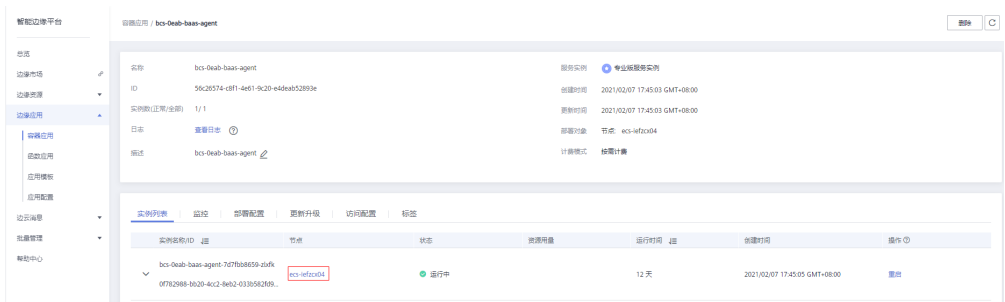 智能边缘平台
容器应用 / bcs-0eab-baas-agent
删除
总览
边缘市场
边缘资源
边缘应用
容器应用
函数应用
应用模板
应用配置
边云消息
批量管理
帮助中心
名称 bcs-0eab-baas-agent
服务实例 专业版服务实例
ID 56c26574-c8f1-4e61-9c20-e4deab52893e
创建时间 2021/02/07 17:45:03 GMT+08:00
实例数(正常/全部) 1/ 1
更新时间 2021/02/07 17:45:03 GMT+08:00
日志 查看日志
部署对象 节点: ecs-iefzcx04
描述 bcs-0eab-baas-agent
计费模式 按需计费
实例列表 监控 部署配置 更新升级 访问配置 标签
实例名称/ID 节点 状态 资源用量 运行时间 创建时间 操作
bcs-0eab-baas-agent-7d7fbb8659-zlxfk
0f782988-bb20-4cc2-8eb2-033b582fd9...
ecs-iefzcx04 运行中 12 天 2021/02/07 17:45:05 GMT+08:00 重启